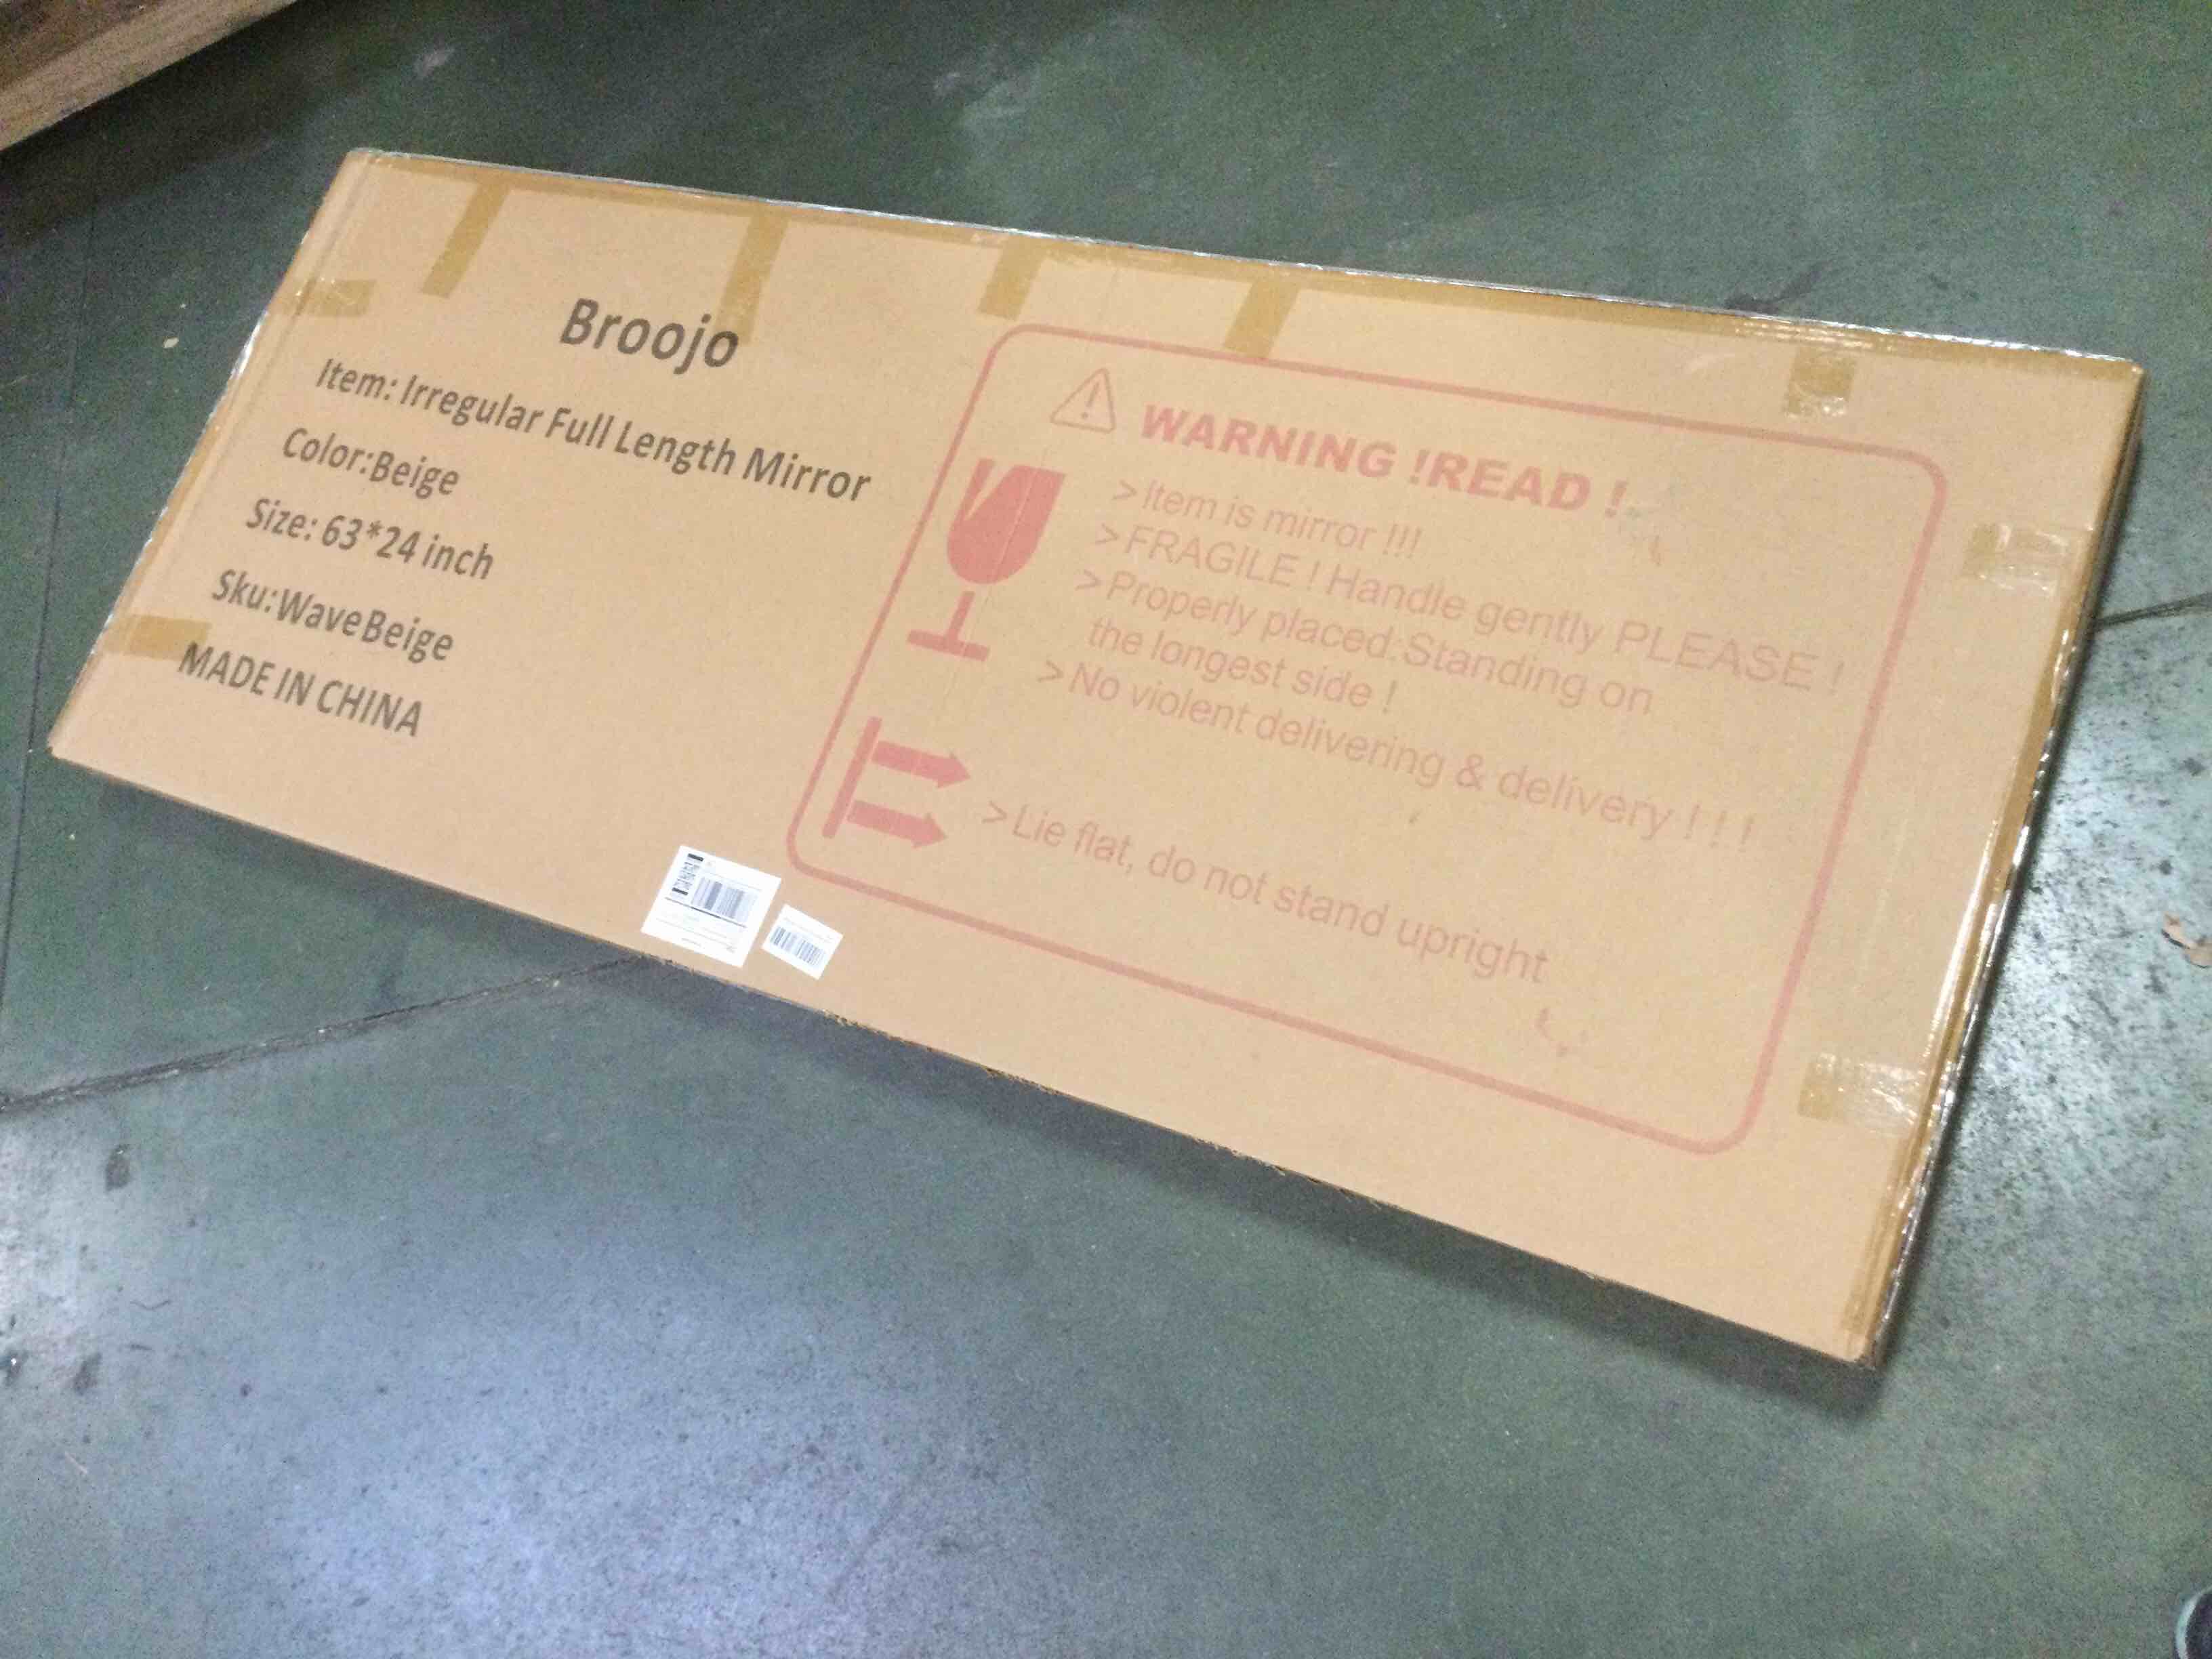 Broojo
Item: Irregular Full Length Mirror
Color:Beige
Size: 63*24 inch
Sku:WaveBeige
MADE IN CHINA
WARNING !READ !
>Item is mirror !!!
>FRAGILE ! Handle gently PLEASE !
>Properly placed:Standing on
the longest side !
>No violent delivering & delivery ! ! !
>Lie flat, do not stand upright